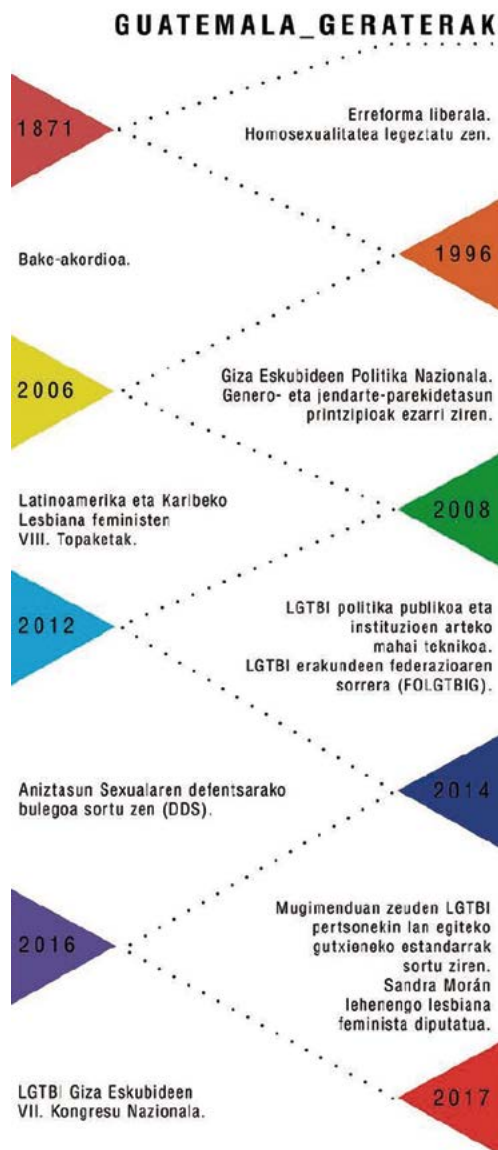 GUATEMALA_GERATERAK
1871
Erreforma liberala.
Homosexualitatea legeztatu zen.
1996
Bake-akordioa.
2006
Giza Eskubideen Politika Nazionala.
Genero- eta jendarte-parekidetasun
printzipioak ezarri ziren.
2008
Latinoamerika eta Karibeko
Lesbiana feministen
VIII. Topaketak.
2012
LGTBI politika publikoa eta
instituzioen arteko
mahai teknikoa.
LGTBI erakundeen federazioaren
sorrera (FOLGTBIG).
2014
Aniztasun Sexualaren defentsarako
bulegoa sortu zen (DDS).
2016
Mugimenduan zeuden LGTBI
pertsonekin lan egiteko
gutxieneko estandarrak
sortu ziren.
Sandra Morán
lehenengo lesbiana
feminista diputatua.
2017
LGTBI Giza Eskubideen
VII. Kongresu Nazionala.